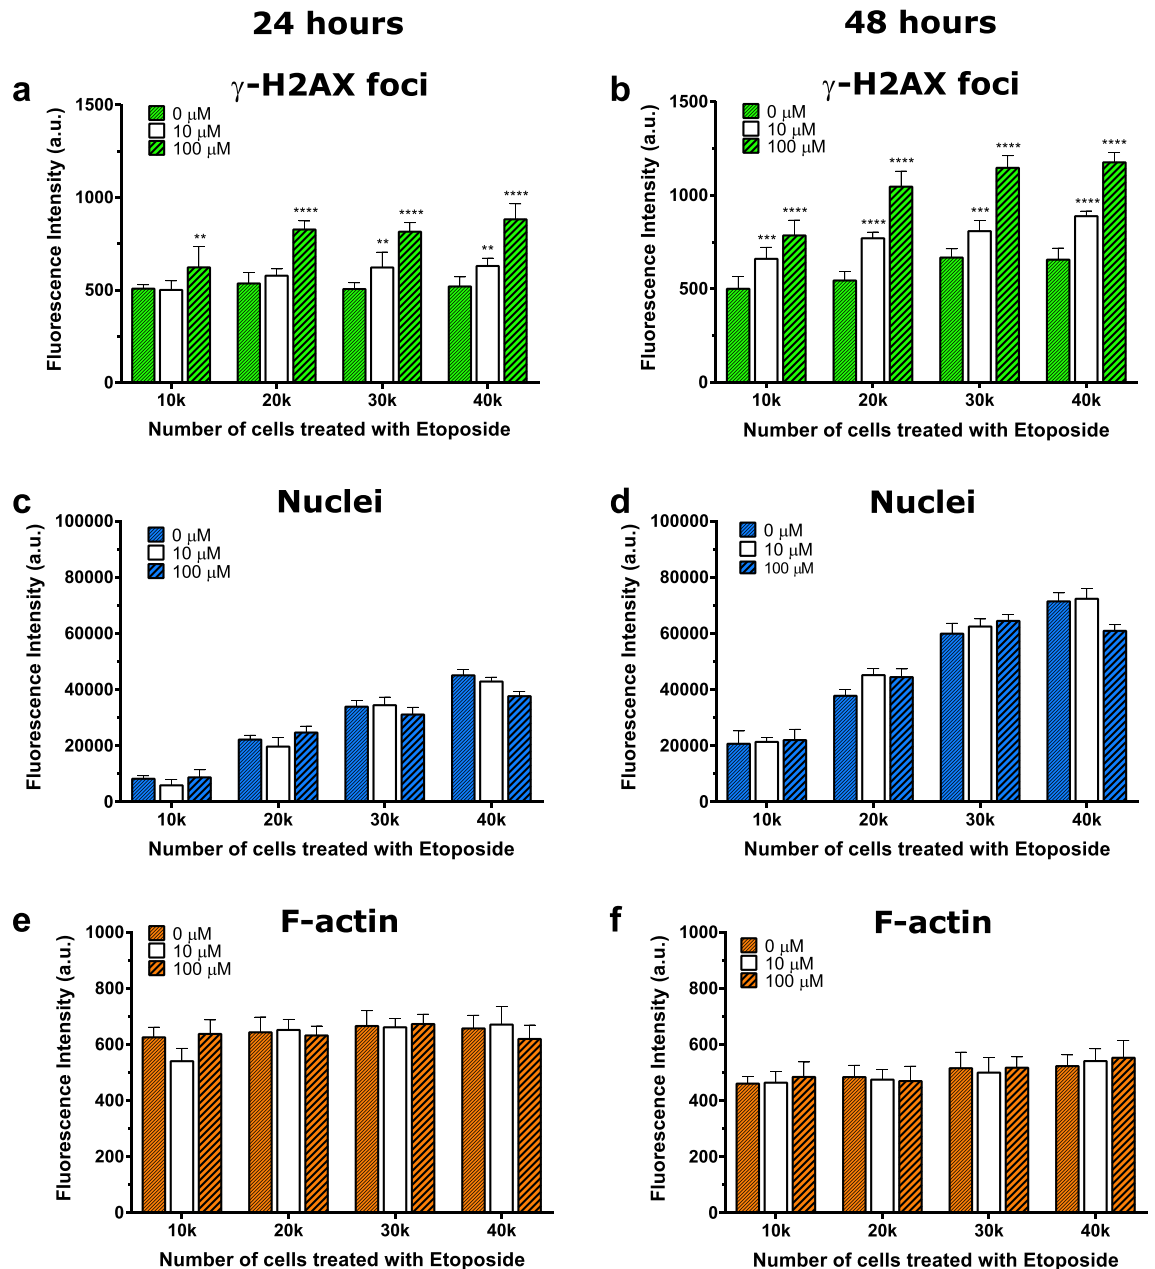 24 hours
48 hours
a
γ-H2AX foci
Fluorescence Intensity (a.u.)
1500
1000
500
0
0 μM
10 μM
100 μM
**
****
**
****
**
****
10k 20k 30k 40k
Number of cells treated with Etoposide
b
γ-H2AX foci
Fluorescence Intensity (a.u.)
1500
1000
500
0
0 μM
10 μM
100 μM
***
****
****
****
***
****
****
****
10k 20k 30k 40k
Number of cells treated with Etoposide
c
Nuclei
Fluorescence Intensity (a.u.)
100000
80000
60000
40000
20000
0
0 μM
10 μM
100 μM
10k 20k 30k 40k
Number of cells treated with Etoposide
d
Nuclei
Fluorescence Intensity (a.u.)
100000
80000
60000
40000
20000
0
0 μM
10 μM
100 μM
10k 20k 30k 40k
Number of cells treated with Etoposide
e
F-actin
Fluorescence Intensity (a.u.)
1000
800
600
400
200
0
0 μM
10 μM
100 μM
10k 20k 30k 40k
Number of cells treated with Etoposide
f
F-actin
Fluorescence Intensity (a.u.)
1000
800
600
400
200
0
0 μM
10 μM
100 μM
10k 20k 30k 40k
Number of cells treated with Etoposide